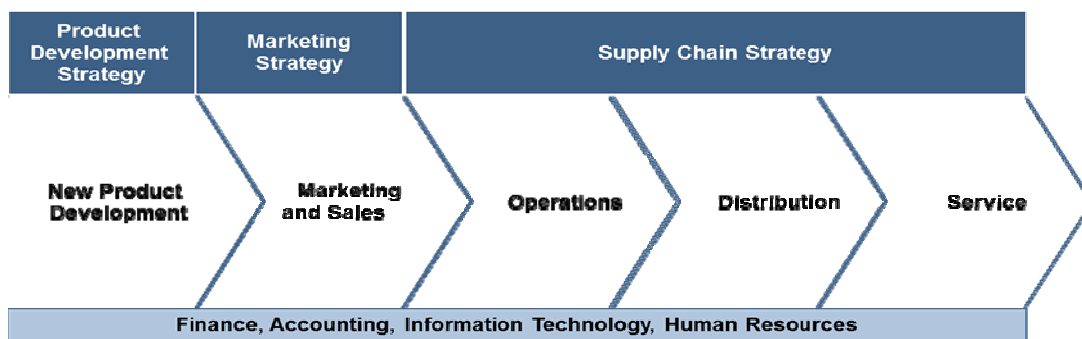 Product
Development
Strategy
Marketing
Strategy
Supply Chain Strategy
New Product
Development
Marketing
and Sales
Operations
Distribution
Service
Finance, Accounting, Information Technology, Human Resources